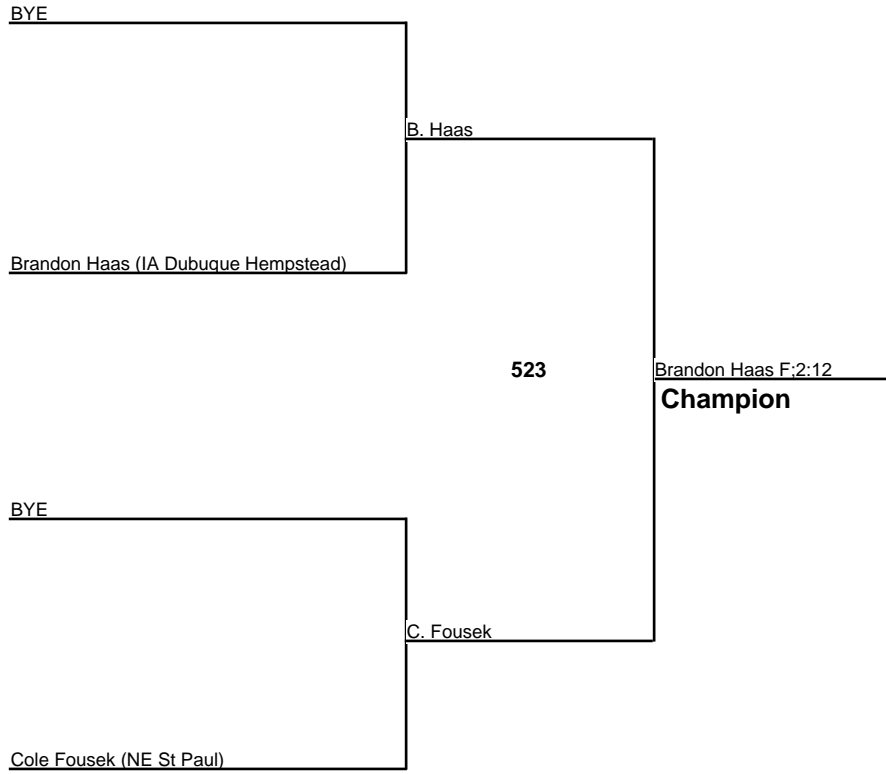 BYE
B. Haas
Brandon Haas (IA Dubuque Hempstead)
523
Brandon Haas F;2:12
Champion
BYE
C. Fousek
Cole Fousek (NE St Paul)